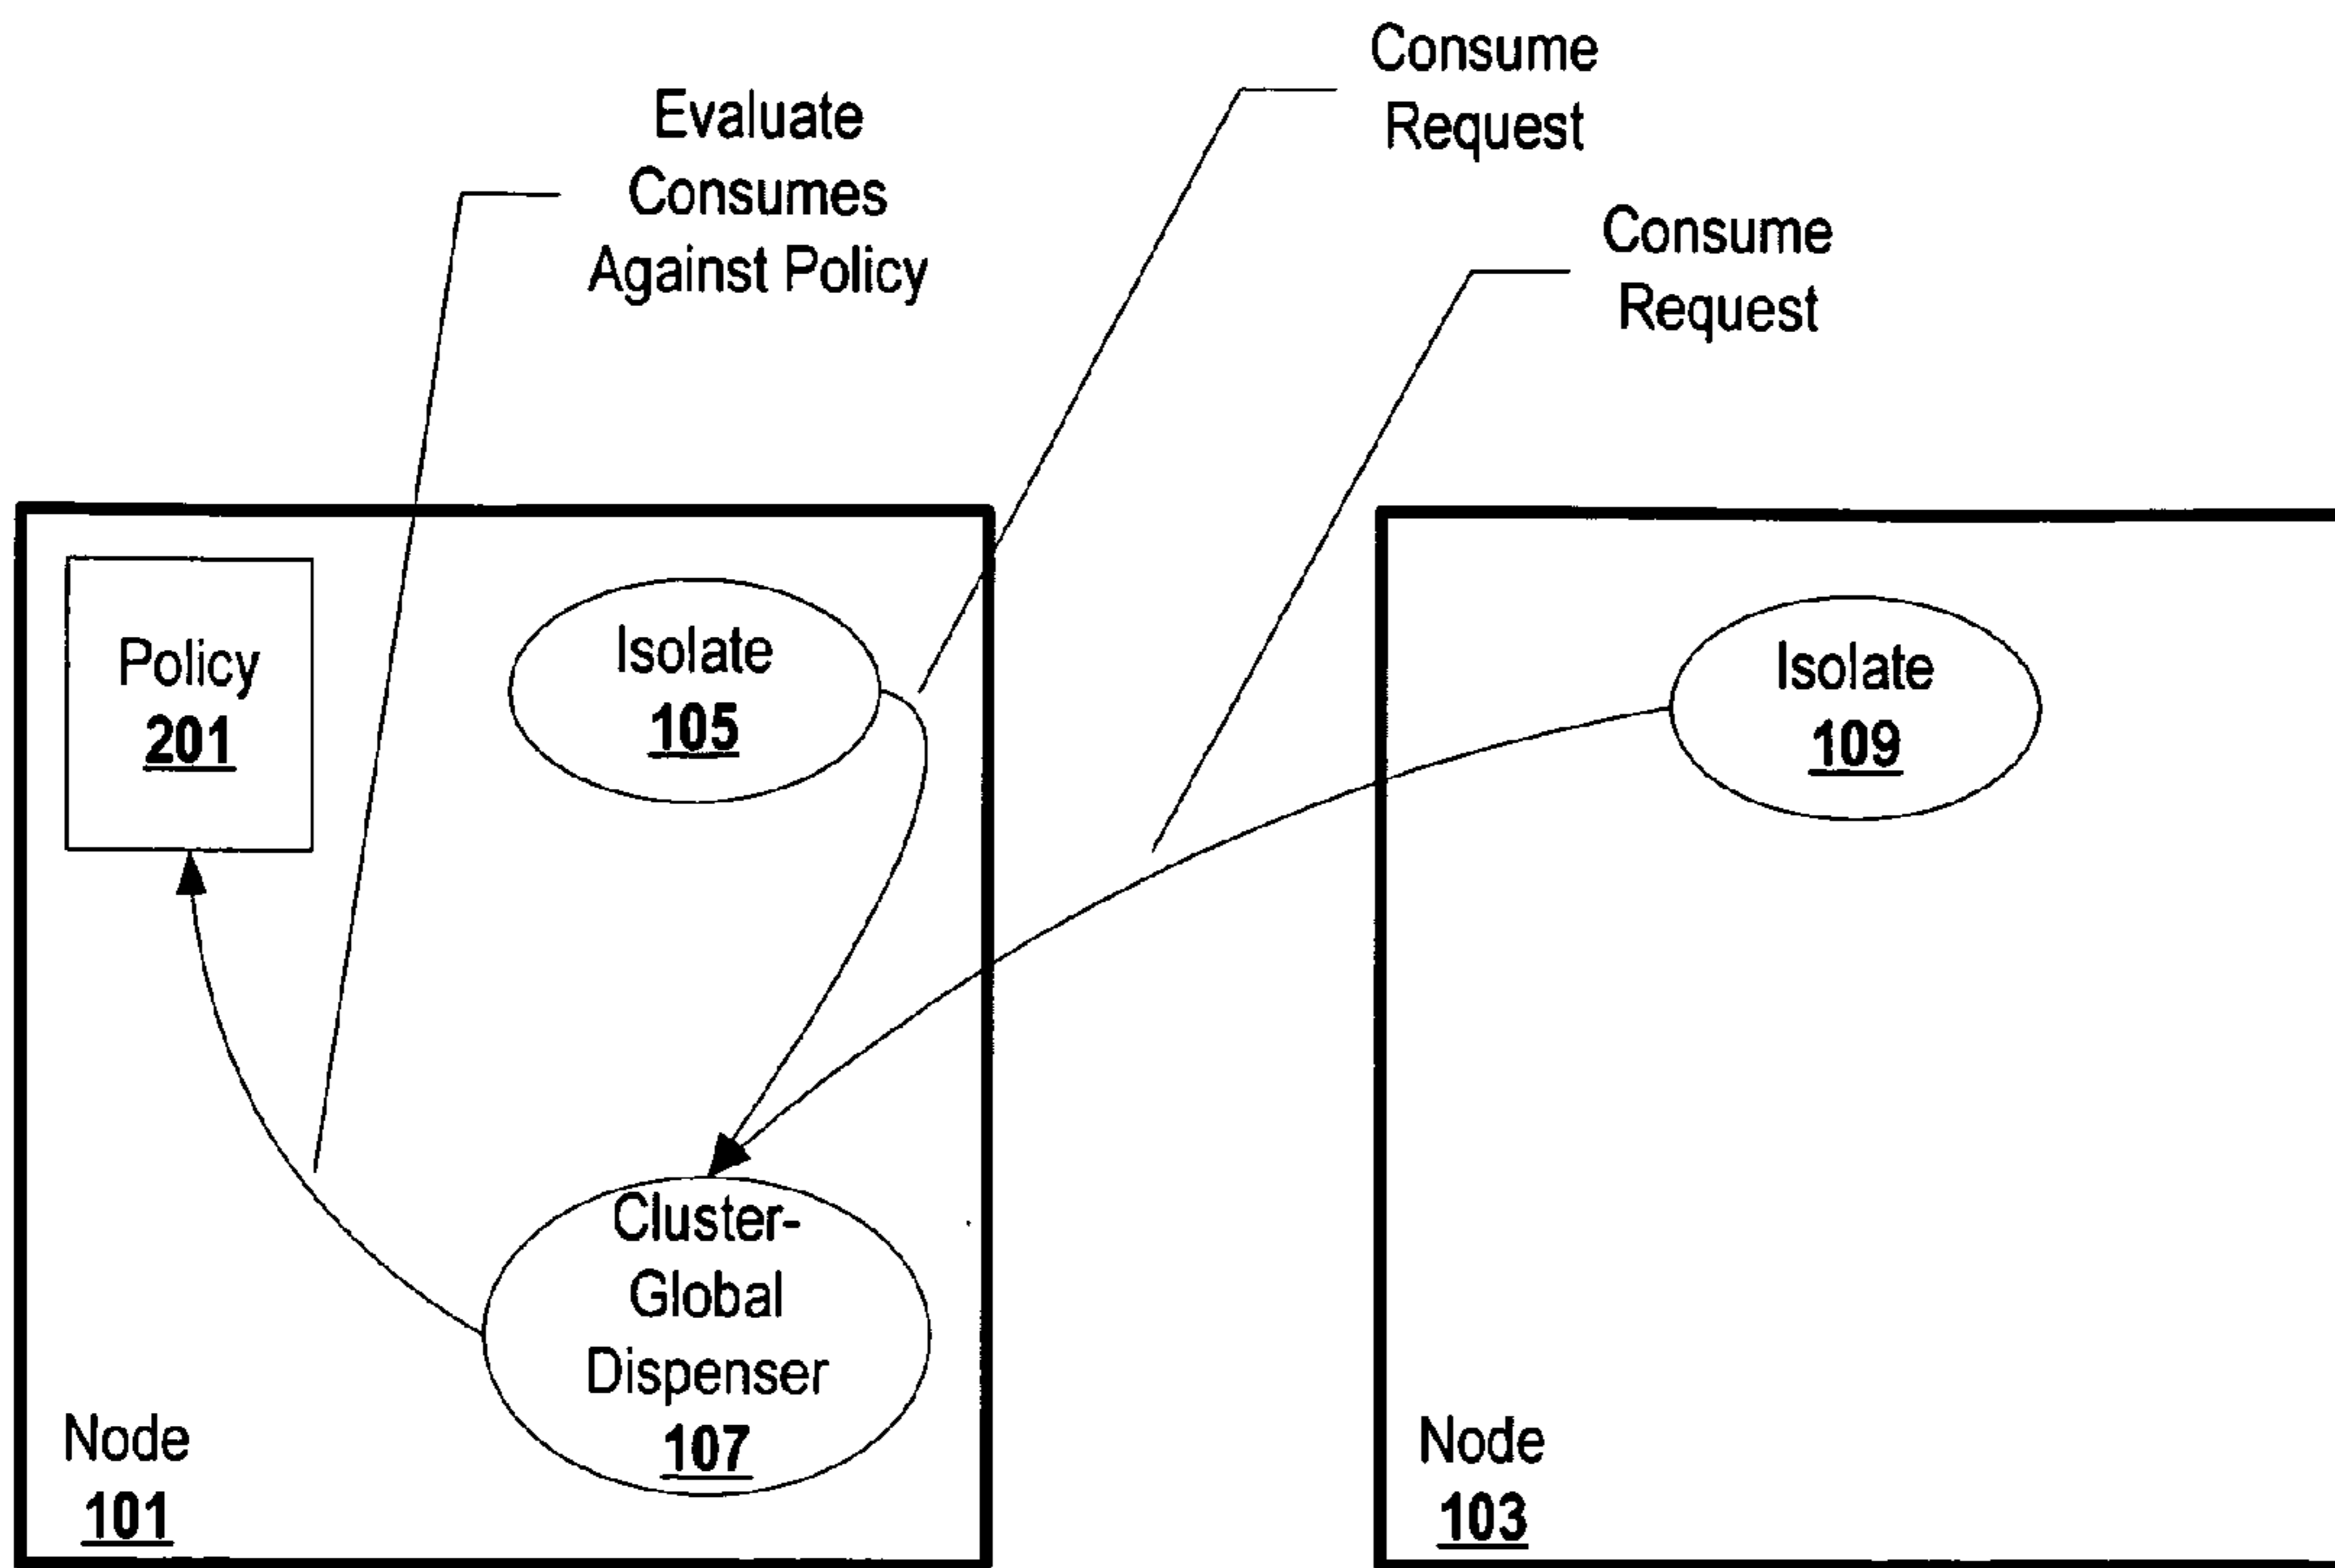 Consume
Request
Evaluate
Consumes
Against Policy
Consume
Request
Policy
201
Isolate
105
Isolate
109
Cluster-
Global
Dispenser
107
Node
101
Node
103